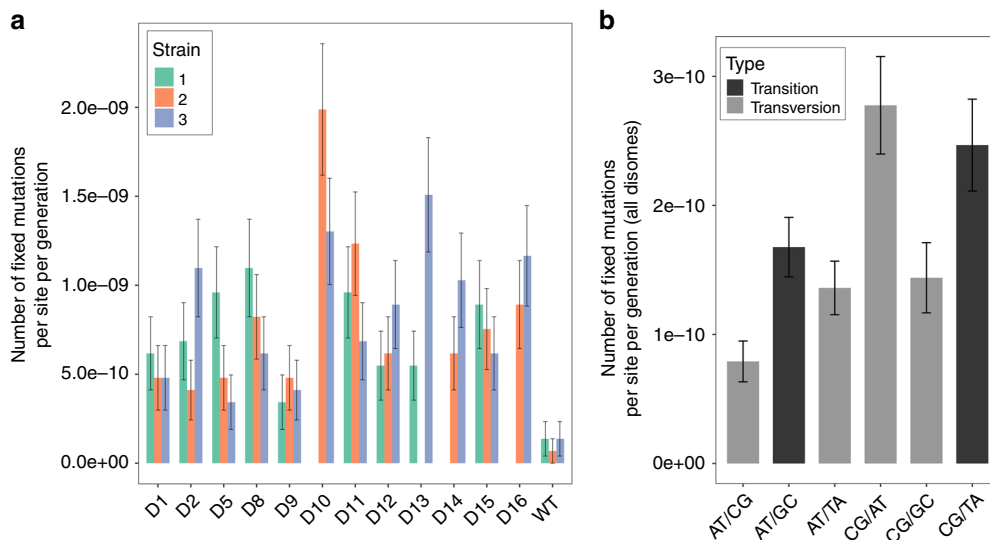 a
Number of fixed mutations
per site per generation
Strain
1
2
3
2.0e–09
1.5e–09
1.0e–09
5.0e–10
0.0e+00
D1
D2
D5
D8
D9
D10
D11
D12
D13
D14
D15
D16
WT
b
Number of fixed mutations
per site per generation (all disomes)
Type
Transition
Transversion
3e–10
2e–10
1e–10
0e+00
AT/CG
AT/GC
AT/TA
CG/AT
CG/GC
CG/TA